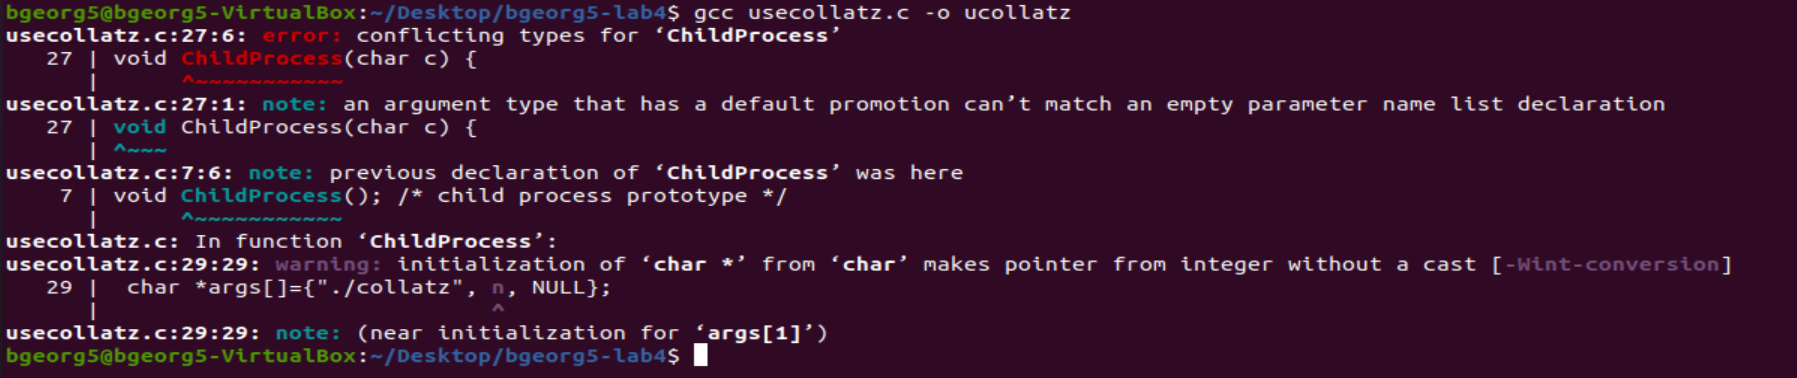 bgeorg5@bgeorg5-VirtualBox:~/Desktop/bgeorg5-lab4$ gcc usecollatz.c -o ucollatz
usecollatz.c:27:6: error: conflicting types for ‘ChildProcess’
   27 | void ChildProcess(char c) {
      |      ^~~~~~~~~~~~
usecollatz.c:27:1: note: an argument type that has a default promotion can’t match an empty parameter name list declaration
   27 | void ChildProcess(char c) {
      | ^~~~
usecollatz.c:7:6: note: previous declaration of ‘ChildProcess’ was here
    7 | void ChildProcess(); /* child process prototype */
      |      ^~~~~~~~~~~~
usecollatz.c: In function ‘ChildProcess’:
usecollatz.c:29:29: warning: initialization of ‘char *’ from ‘char’ makes pointer from integer without a cast [-Wint-conversion]
   29 |  char *args[]={"./collatz", n, NULL};
      |                             ^
usecollatz.c:29:29: note: (near initialization for ‘args[1]’)
bgeorg5@bgeorg5-VirtualBox:~/Desktop/bgeorg5-lab4$